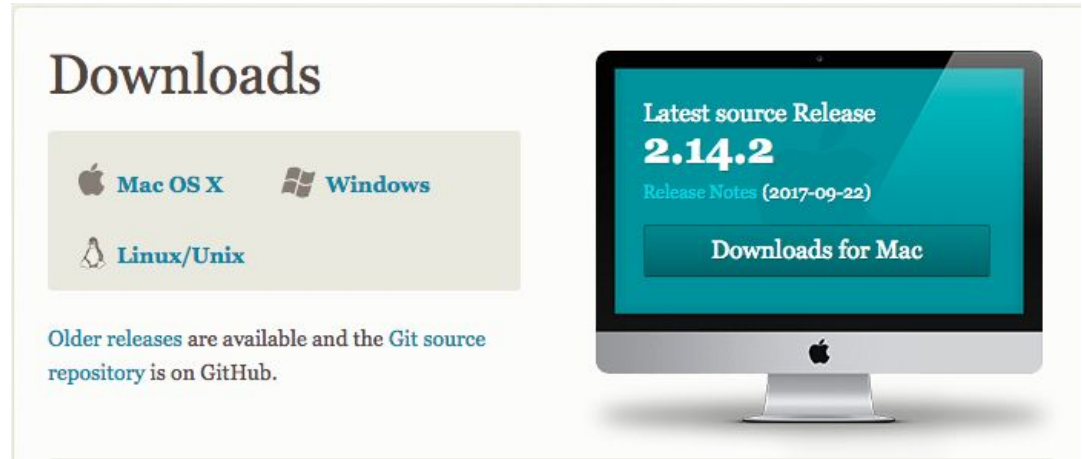 Downloads
Mac OS X
Windows
Linux/Unix
Older releases are available and the Git source
repository is on GitHub.
Latest source Release
2.14.2
Release Notes (2017-09-22)
Downloads for Mac